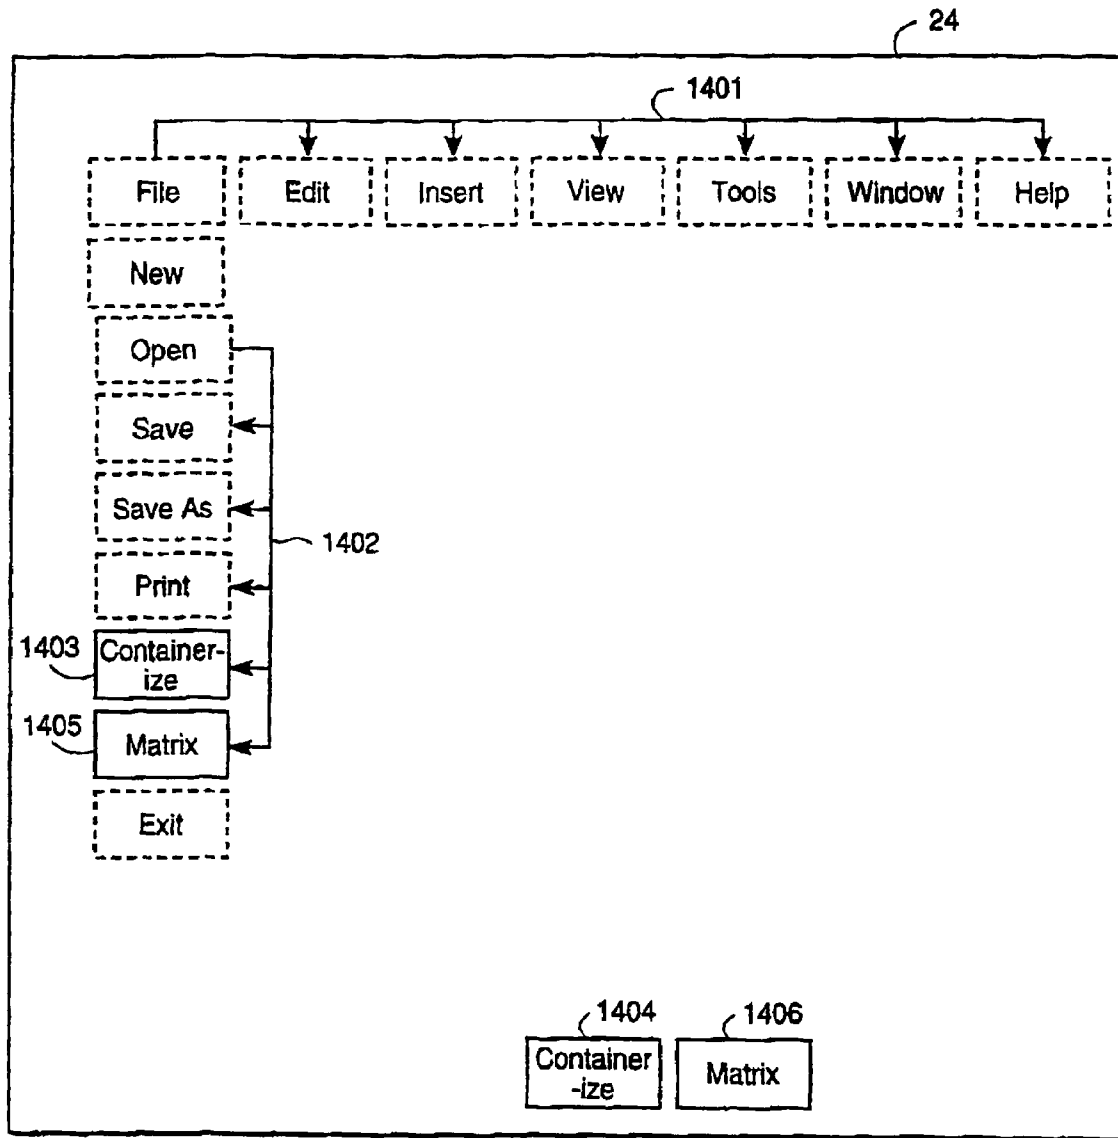 24
1401
File Edit Insert View Tools Window Help
New
Open
Save
Save As
1402
Print
1403
Container-
ize
1405
Matrix
Exit
1404
1406
Container
-ize
Matrix